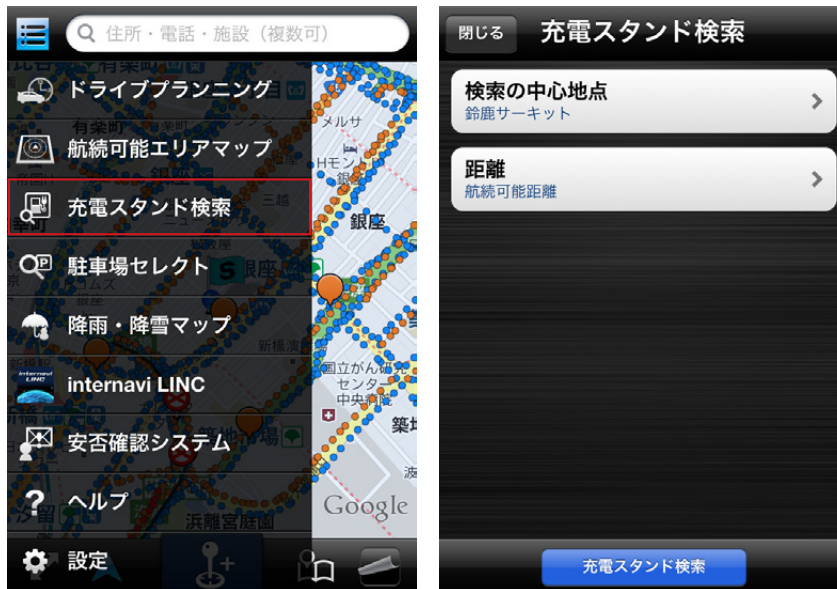 住所・電話・施設（複数可）
ドライブプランニング
航続可能エリアマップ
充電スタンド検索
駐車場セレクト
降雨・降雪マップ
internavi LINC
安否確認システム
ヘルプ
設定
メルサ
Hモント
銀座
三越
銀座
有楽町
新橋演
国立がん研究
センター
中央病院
築地市場
築地
浜離宮庭園
汐留
Google
閉じる
充電スタンド検索
検索の中心地点
鈴鹿サーキット
距離
航続可能距離
充電スタンド検索